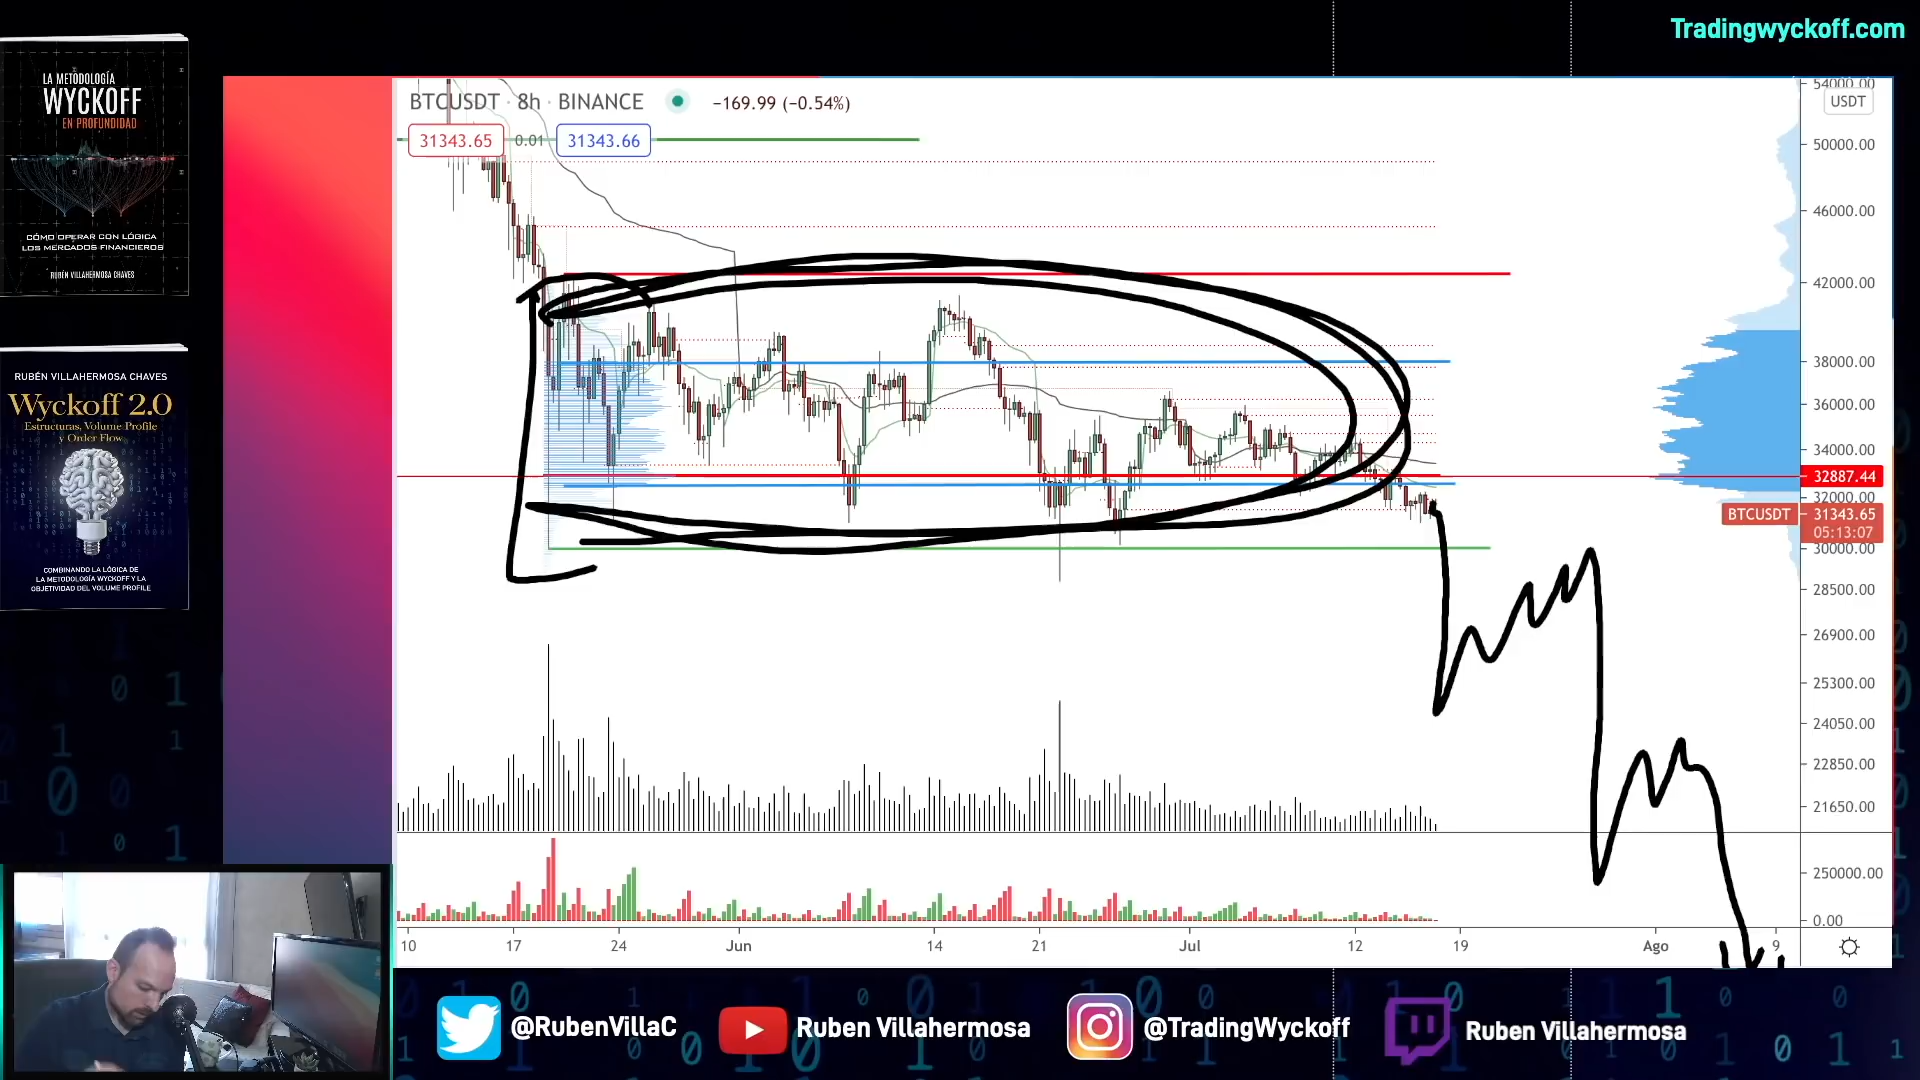 Tradingwyckoff.com
LA METODOLOGÍA
WYCKOFF
EN PROFUNDIDAD
CÓMO OPERAR CON LÓGICA
LOS MERCADOS FINANCIEROS
RUBÉN VILLAHERMOSA CHAVES
RUBÉN VILLAHERMOSA CHAVES
Wyckoff 2.0
Estructuras, Volume Profile
y Order Flow
COMBINANDO LA LÓGICA DE
LA METODOLOGÍA WYCKOFF Y LA
OBJETIVIDAD DEL VOLUME PROFILE
BTCUSDT · 8h · BINANCE −169.99 (−0.54%)
31343.65 0.01 31343.66
54000.00
USDT
50000.00
46000.00
42000.00
38000.00
36000.00
34000.00
32887.44
32000.00
BTCUSDT 31343.65
05:13:07
30000.00
28500.00
26900.00
25300.00
24050.00
22850.00
21650.00
250000.00
0.00
10 17 24 Jun 14 21 Jul 12 19 Ago 9
@RubenVillaC Ruben Villahermosa @TradingWyckoff Ruben Villahermosa